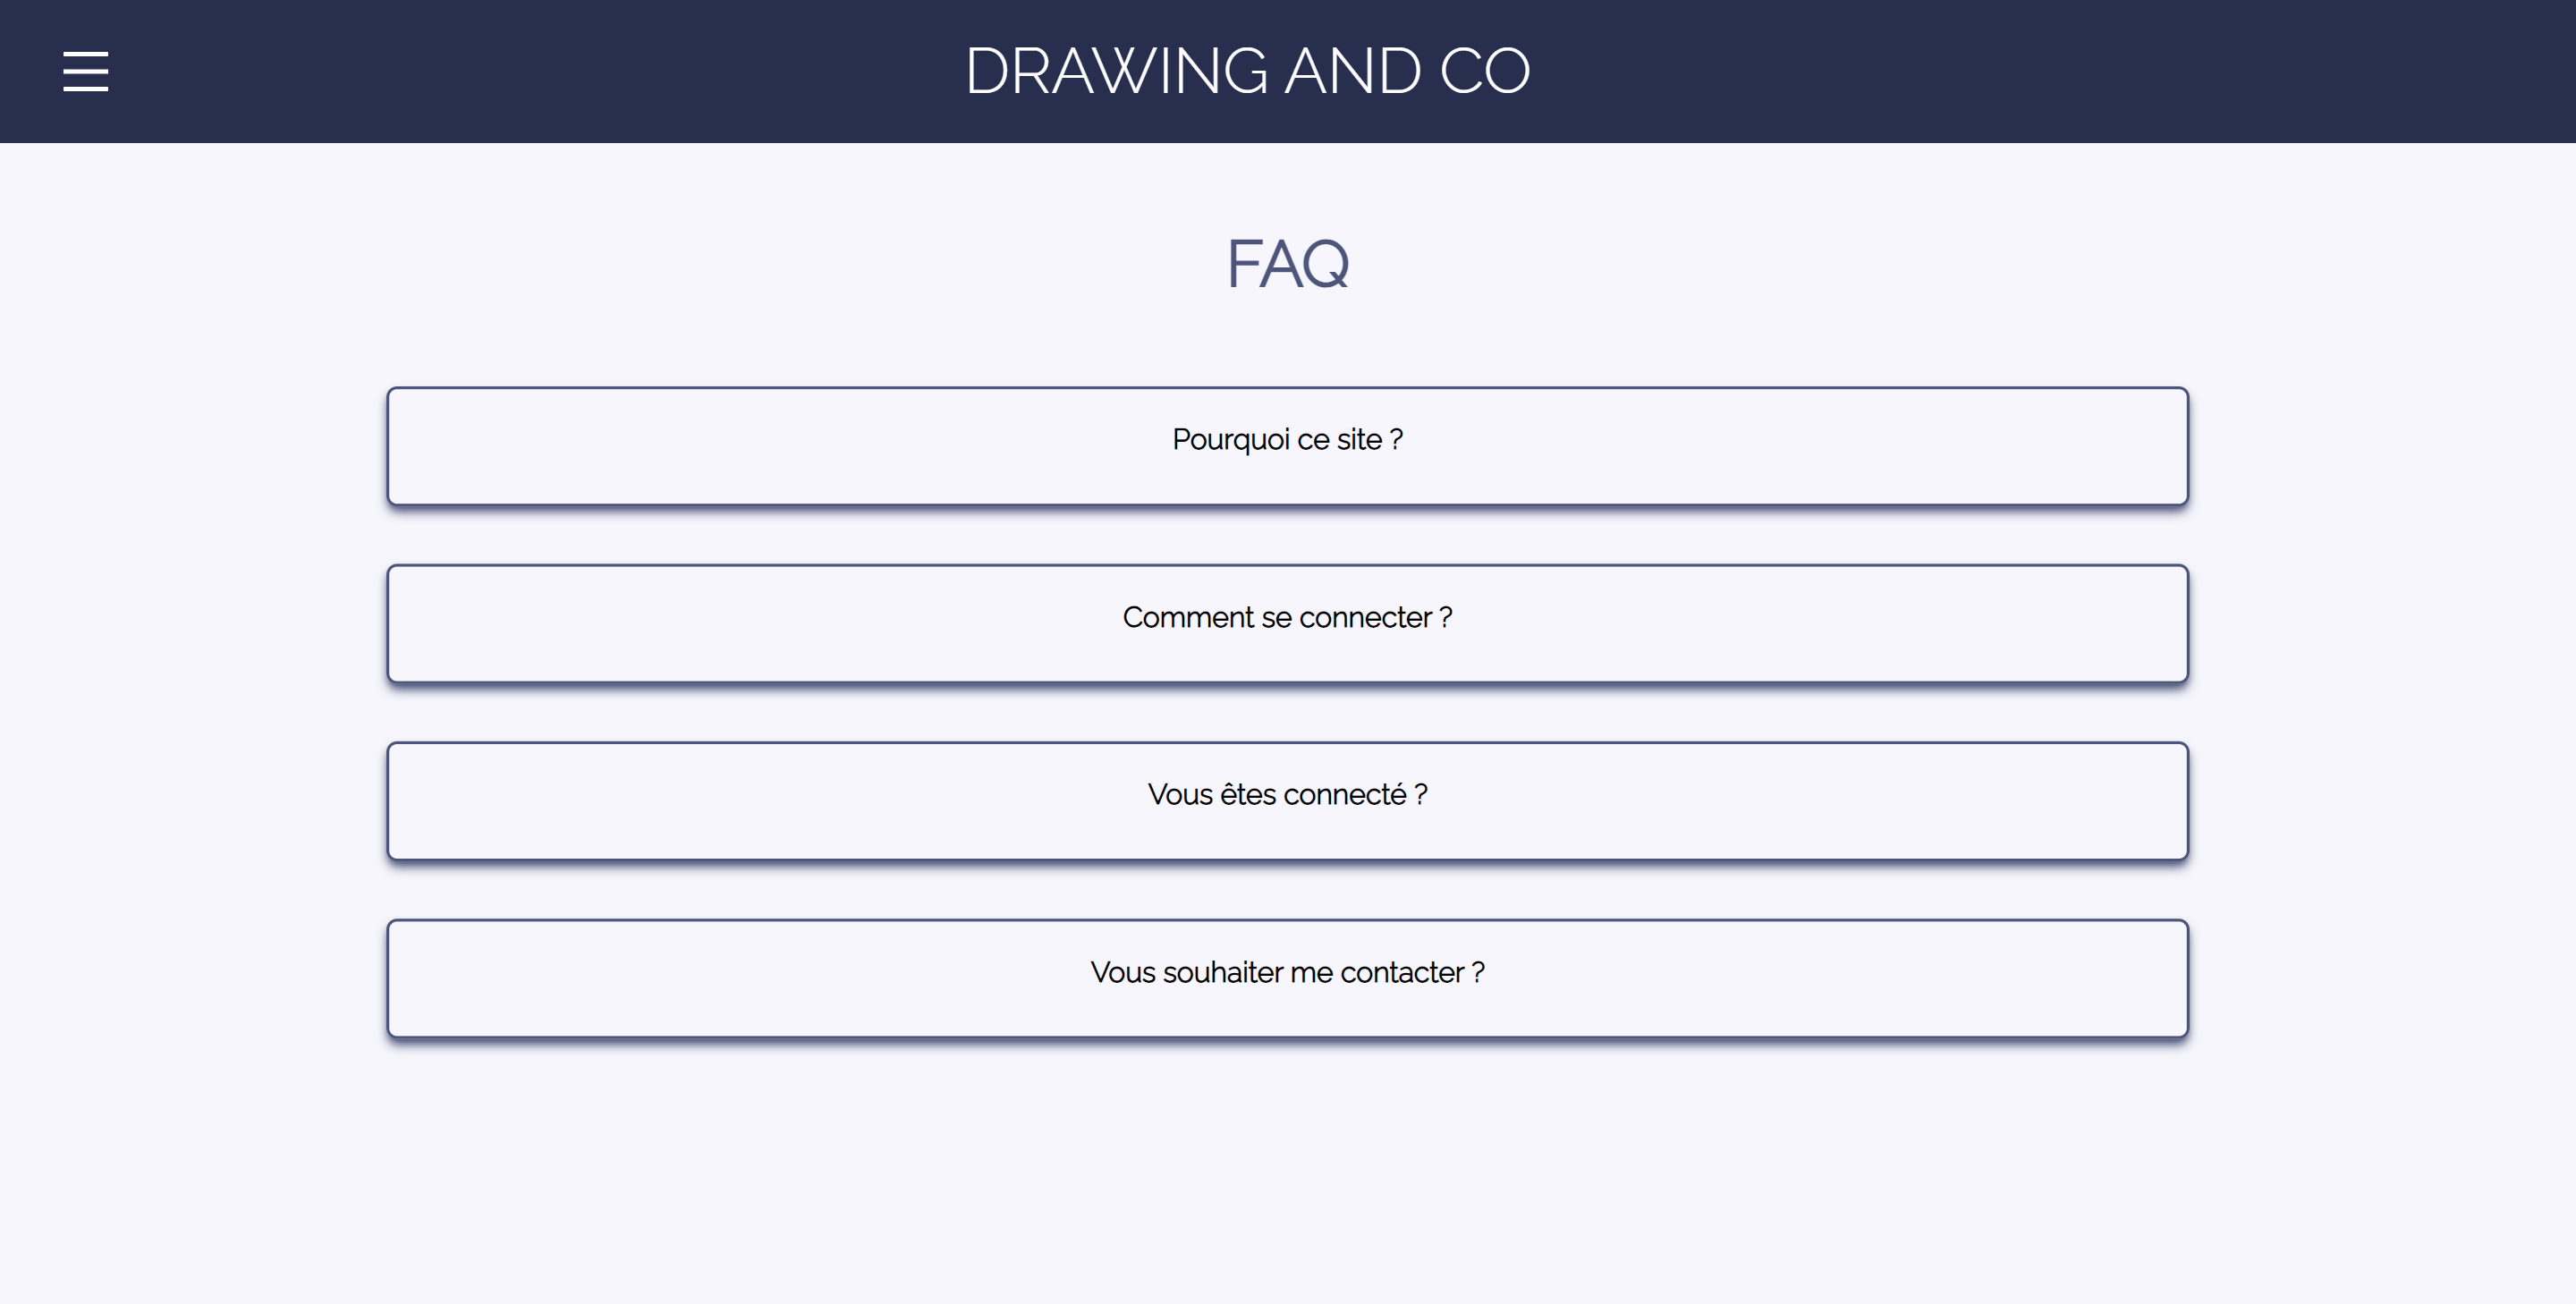 DRAWING AND CO
FAQ
Pourquoi ce site ?
Comment se connecter ?
Vous êtes connecté ?
Vous souhaiter me contacter ?